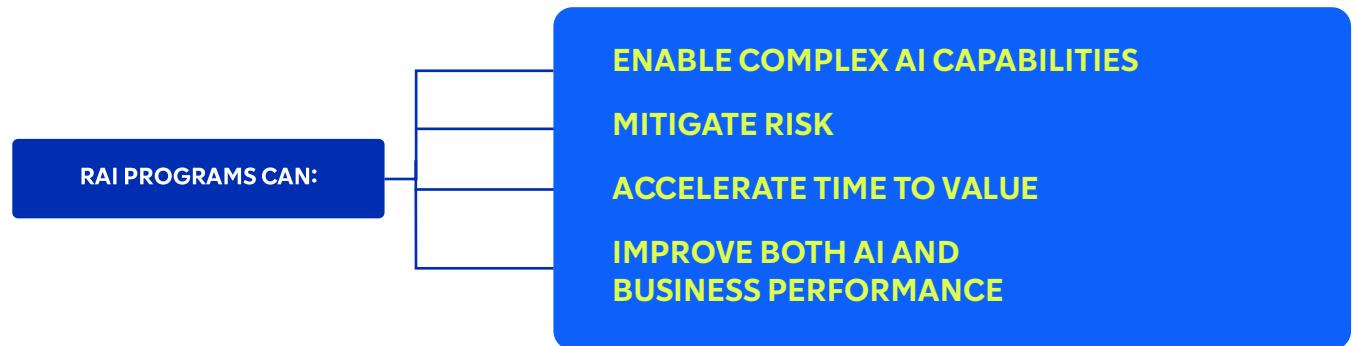 RAI PROGRAMS CAN:
ENABLE COMPLEX AI CAPABILITIES
MITIGATE RISK
ACCELERATE TIME TO VALUE
IMPROVE BOTH AI AND
BUSINESS PERFORMANCE